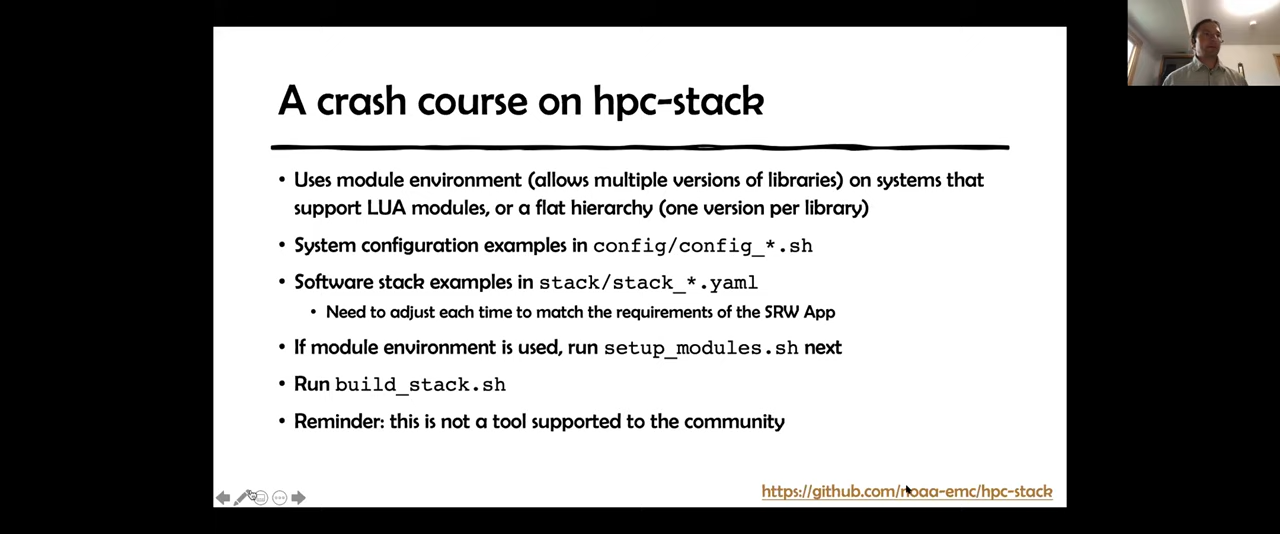 A crash course on hpc-stack
• Uses module environment (allows multiple versions of libraries) on systems that
support LUA modules, or a flat hierarchy (one version per library)
• System configuration examples in config/config_*.sh
• Software stack examples in stack/stack_*.yaml
• Need to adjust each time to match the requirements of the SRW App
• If module environment is used, run setup_modules.sh next
• Run build_stack.sh
• Reminder: this is not a tool supported to the community
https://github.com/noaa-emc/hpc-stack